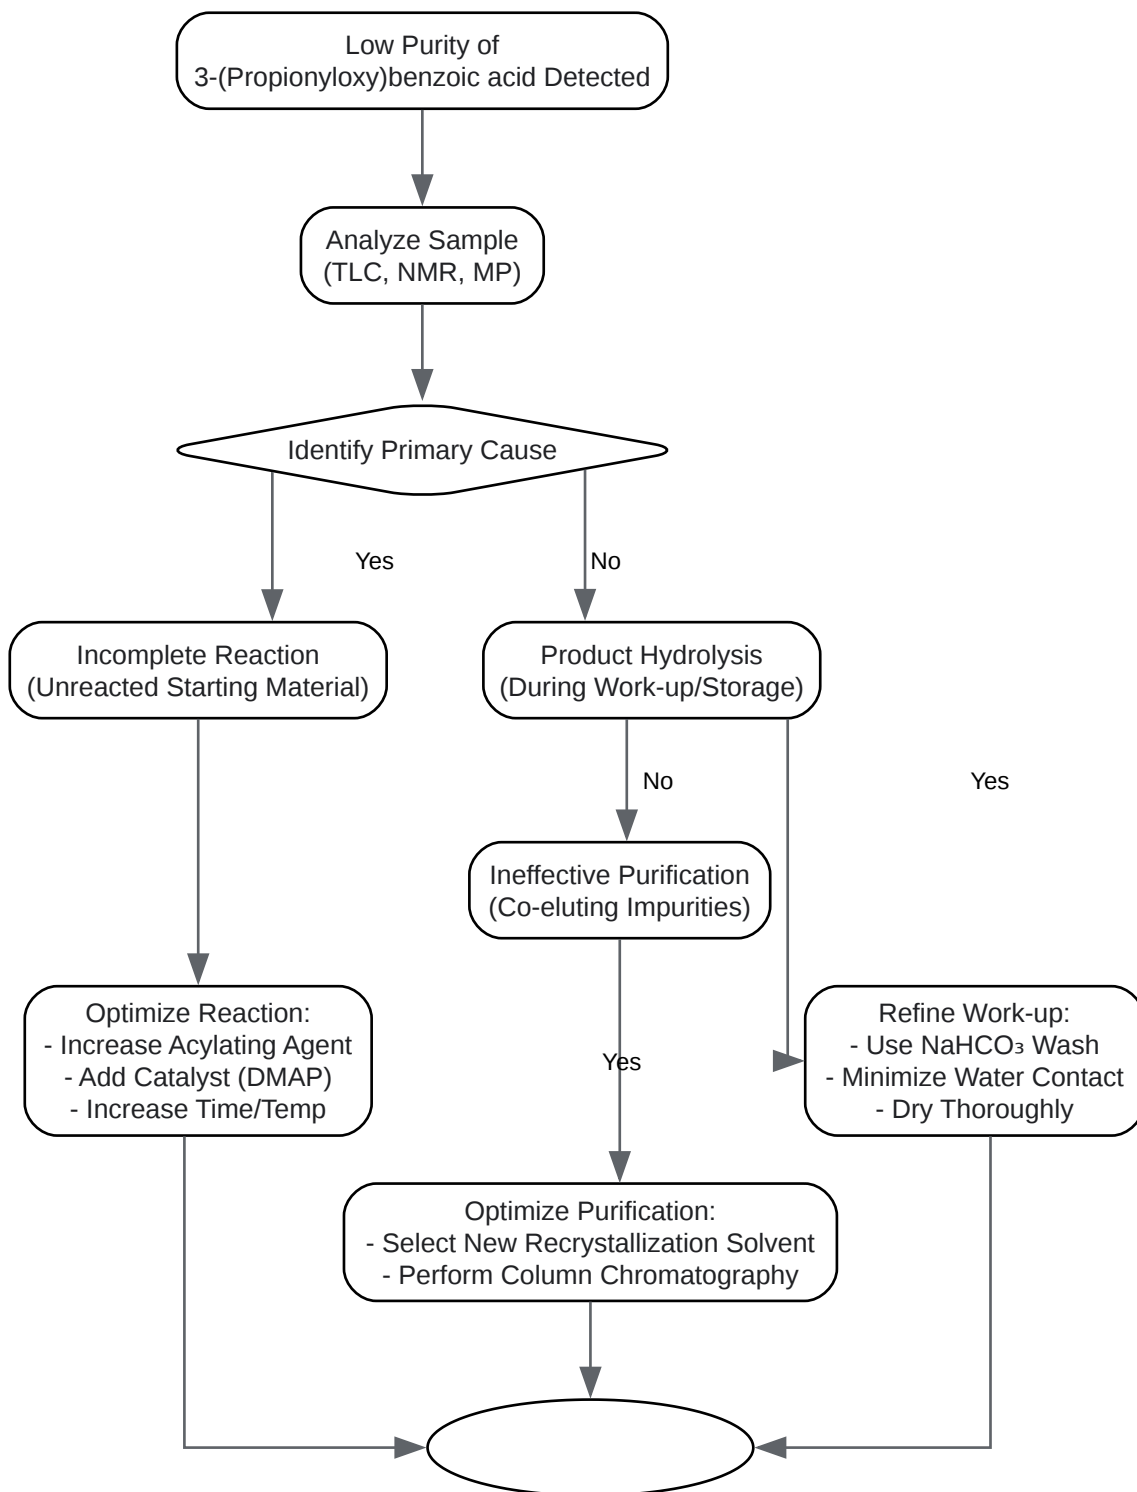 Low Purity of
3-(Propionyloxy)benzoic acid Detected
Analyze Sample
(TLC, NMR, MP)
Identify Primary Cause
Yes
No
Incomplete Reaction
(Unreacted Starting Material)
Product Hydrolysis
(During Work-up/Storage)
No
Yes
Ineffective Purification
(Co-eluting Impurities)
Optimize Reaction:
- Increase Acylating Agent
- Add Catalyst (DMAP)
- Increase Time/Temp
Yes
Refine Work-up:
- Use NaHCO₃ Wash
- Minimize Water Contact
- Dry Thoroughly
Optimize Purification:
- Select New Recrystallization Solvent
- Perform Column Chromatography